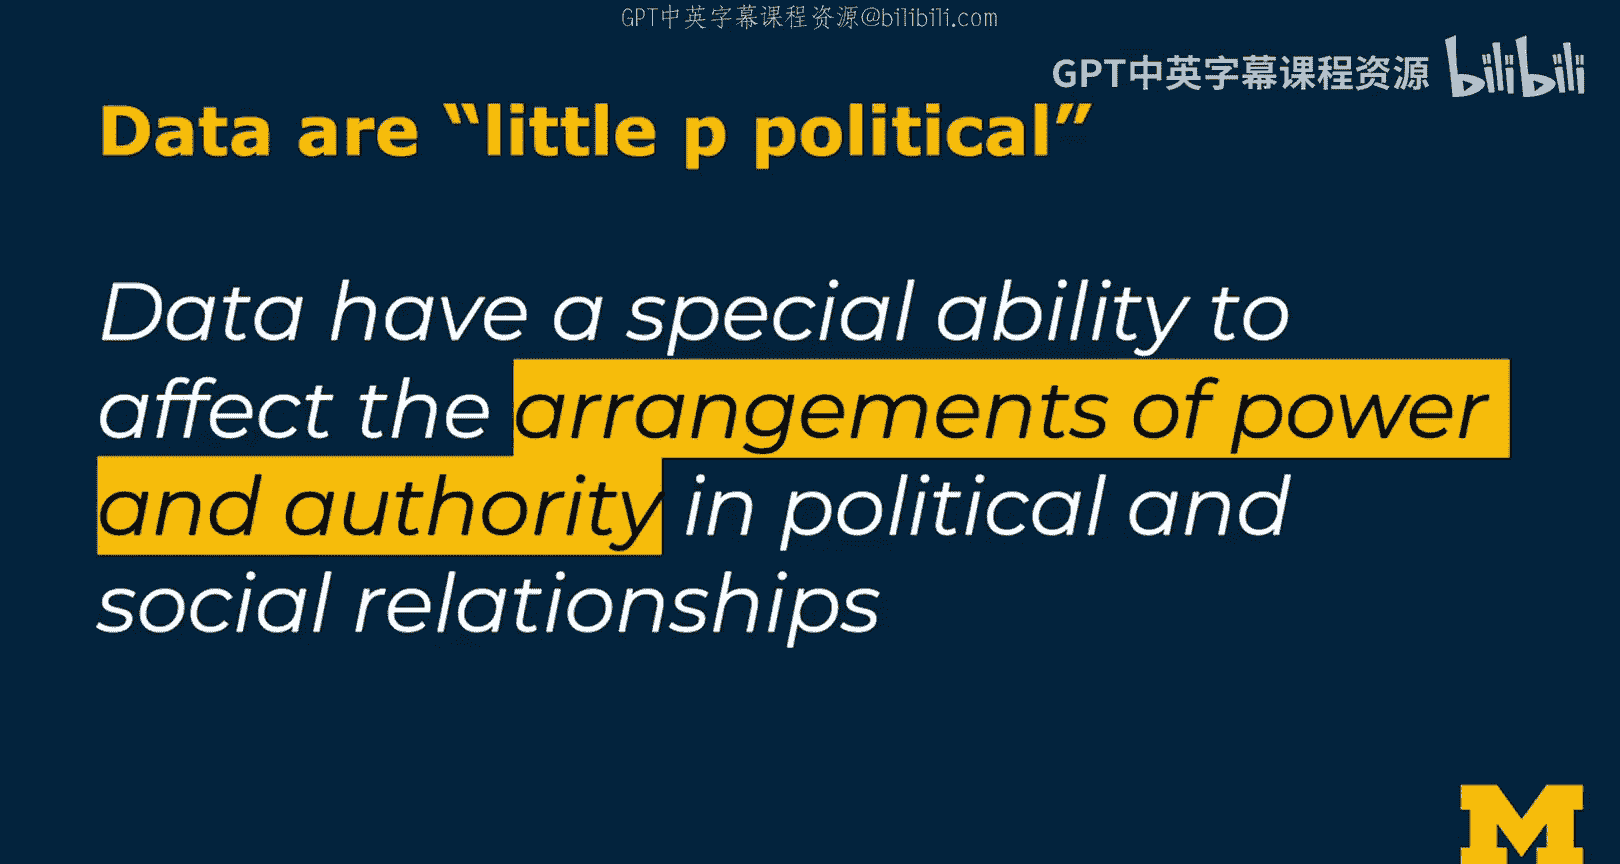 GPT中英字幕课程资源@bilibili.com
GPT中英字幕课程资源 bilibili
Data are “little p political”
Data have a special ability to
affect the arrangements of power
and authority in political and
social relationships
M